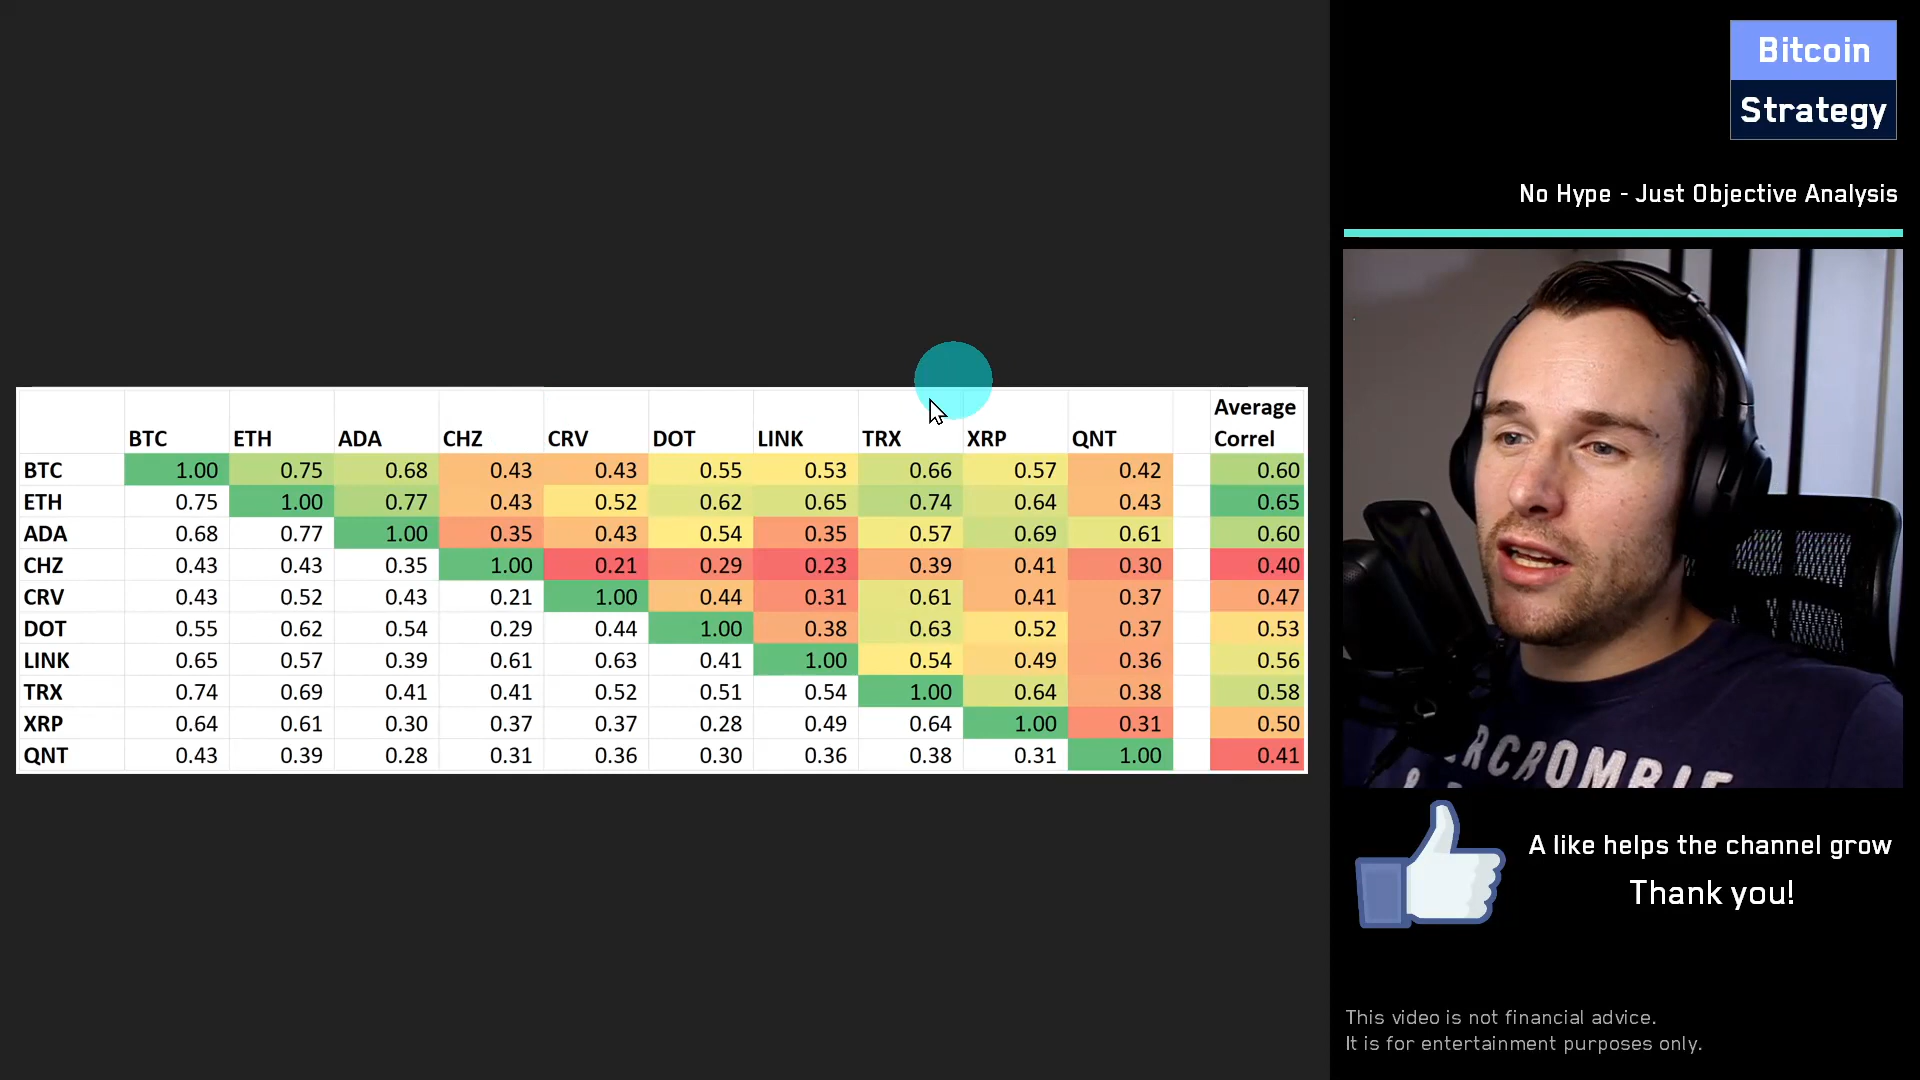 Bitcoin
Strategy
No Hype - Just Objective Analysis
Average
BTC ETH ADA CHZ CRV DOT LINK TRX XRP QNT Correl
BTC 1.00 0.75 0.68 0.43 0.43 0.55 0.53 0.66 0.57 0.42 0.60
ETH 0.75 1.00 0.77 0.43 0.52 0.62 0.65 0.74 0.64 0.43 0.65
ADA 0.68 0.77 1.00 0.35 0.43 0.54 0.35 0.57 0.69 0.61 0.60
CHZ 0.43 0.43 0.35 1.00 0.21 0.29 0.23 0.39 0.41 0.30 0.40
CRV 0.43 0.52 0.43 0.21 1.00 0.44 0.31 0.61 0.41 0.37 0.47
DOT 0.55 0.62 0.54 0.29 0.44 1.00 0.38 0.63 0.52 0.37 0.53
LINK 0.65 0.57 0.39 0.61 0.63 0.41 1.00 0.54 0.49 0.36 0.56
TRX 0.74 0.69 0.41 0.41 0.52 0.51 0.54 1.00 0.64 0.38 0.58
XRP 0.64 0.61 0.30 0.37 0.37 0.28 0.49 0.64 1.00 0.31 0.50
QNT 0.43 0.39 0.28 0.31 0.36 0.30 0.36 0.38 0.31 1.00 0.41
ERCROMBIE
A like helps the channel grow
Thank you!
This video is not financial advice.
It is for entertainment purposes only.